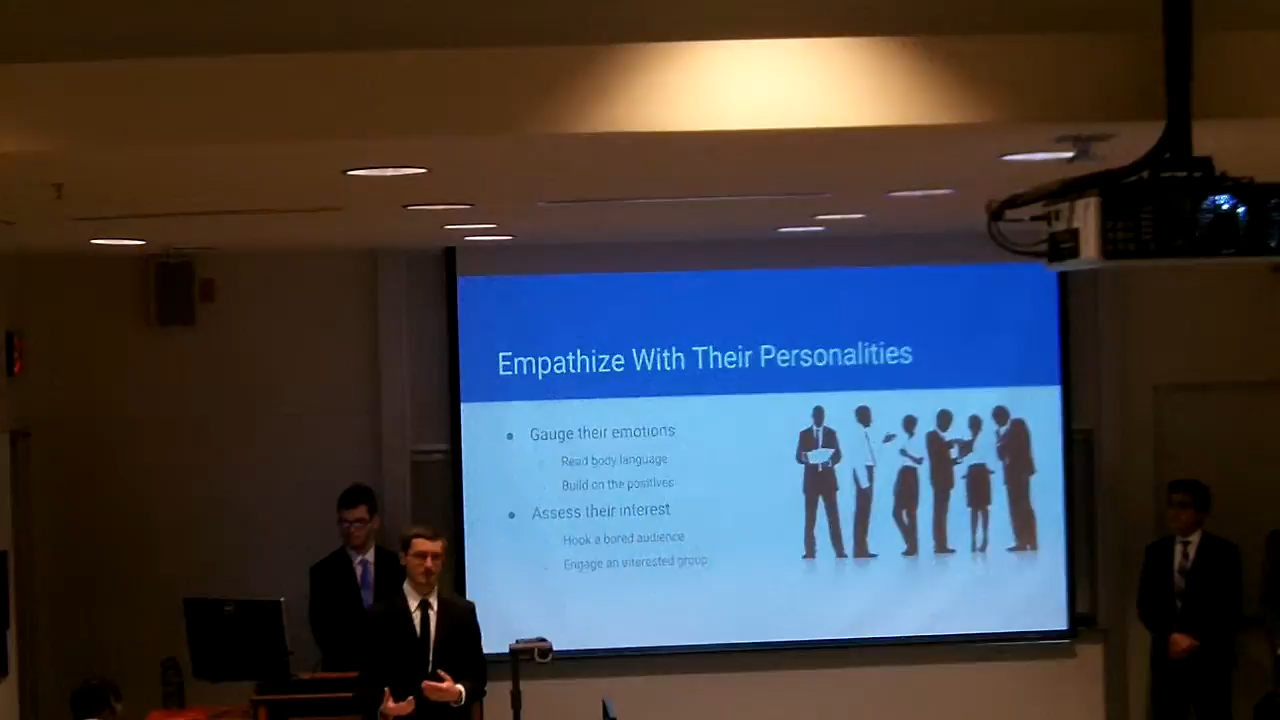 Empathize With Their Personalities
Gauge their emotions
Read body language
Build on the positives
Assess their interest
Hook a bored audience
Engage an interested group